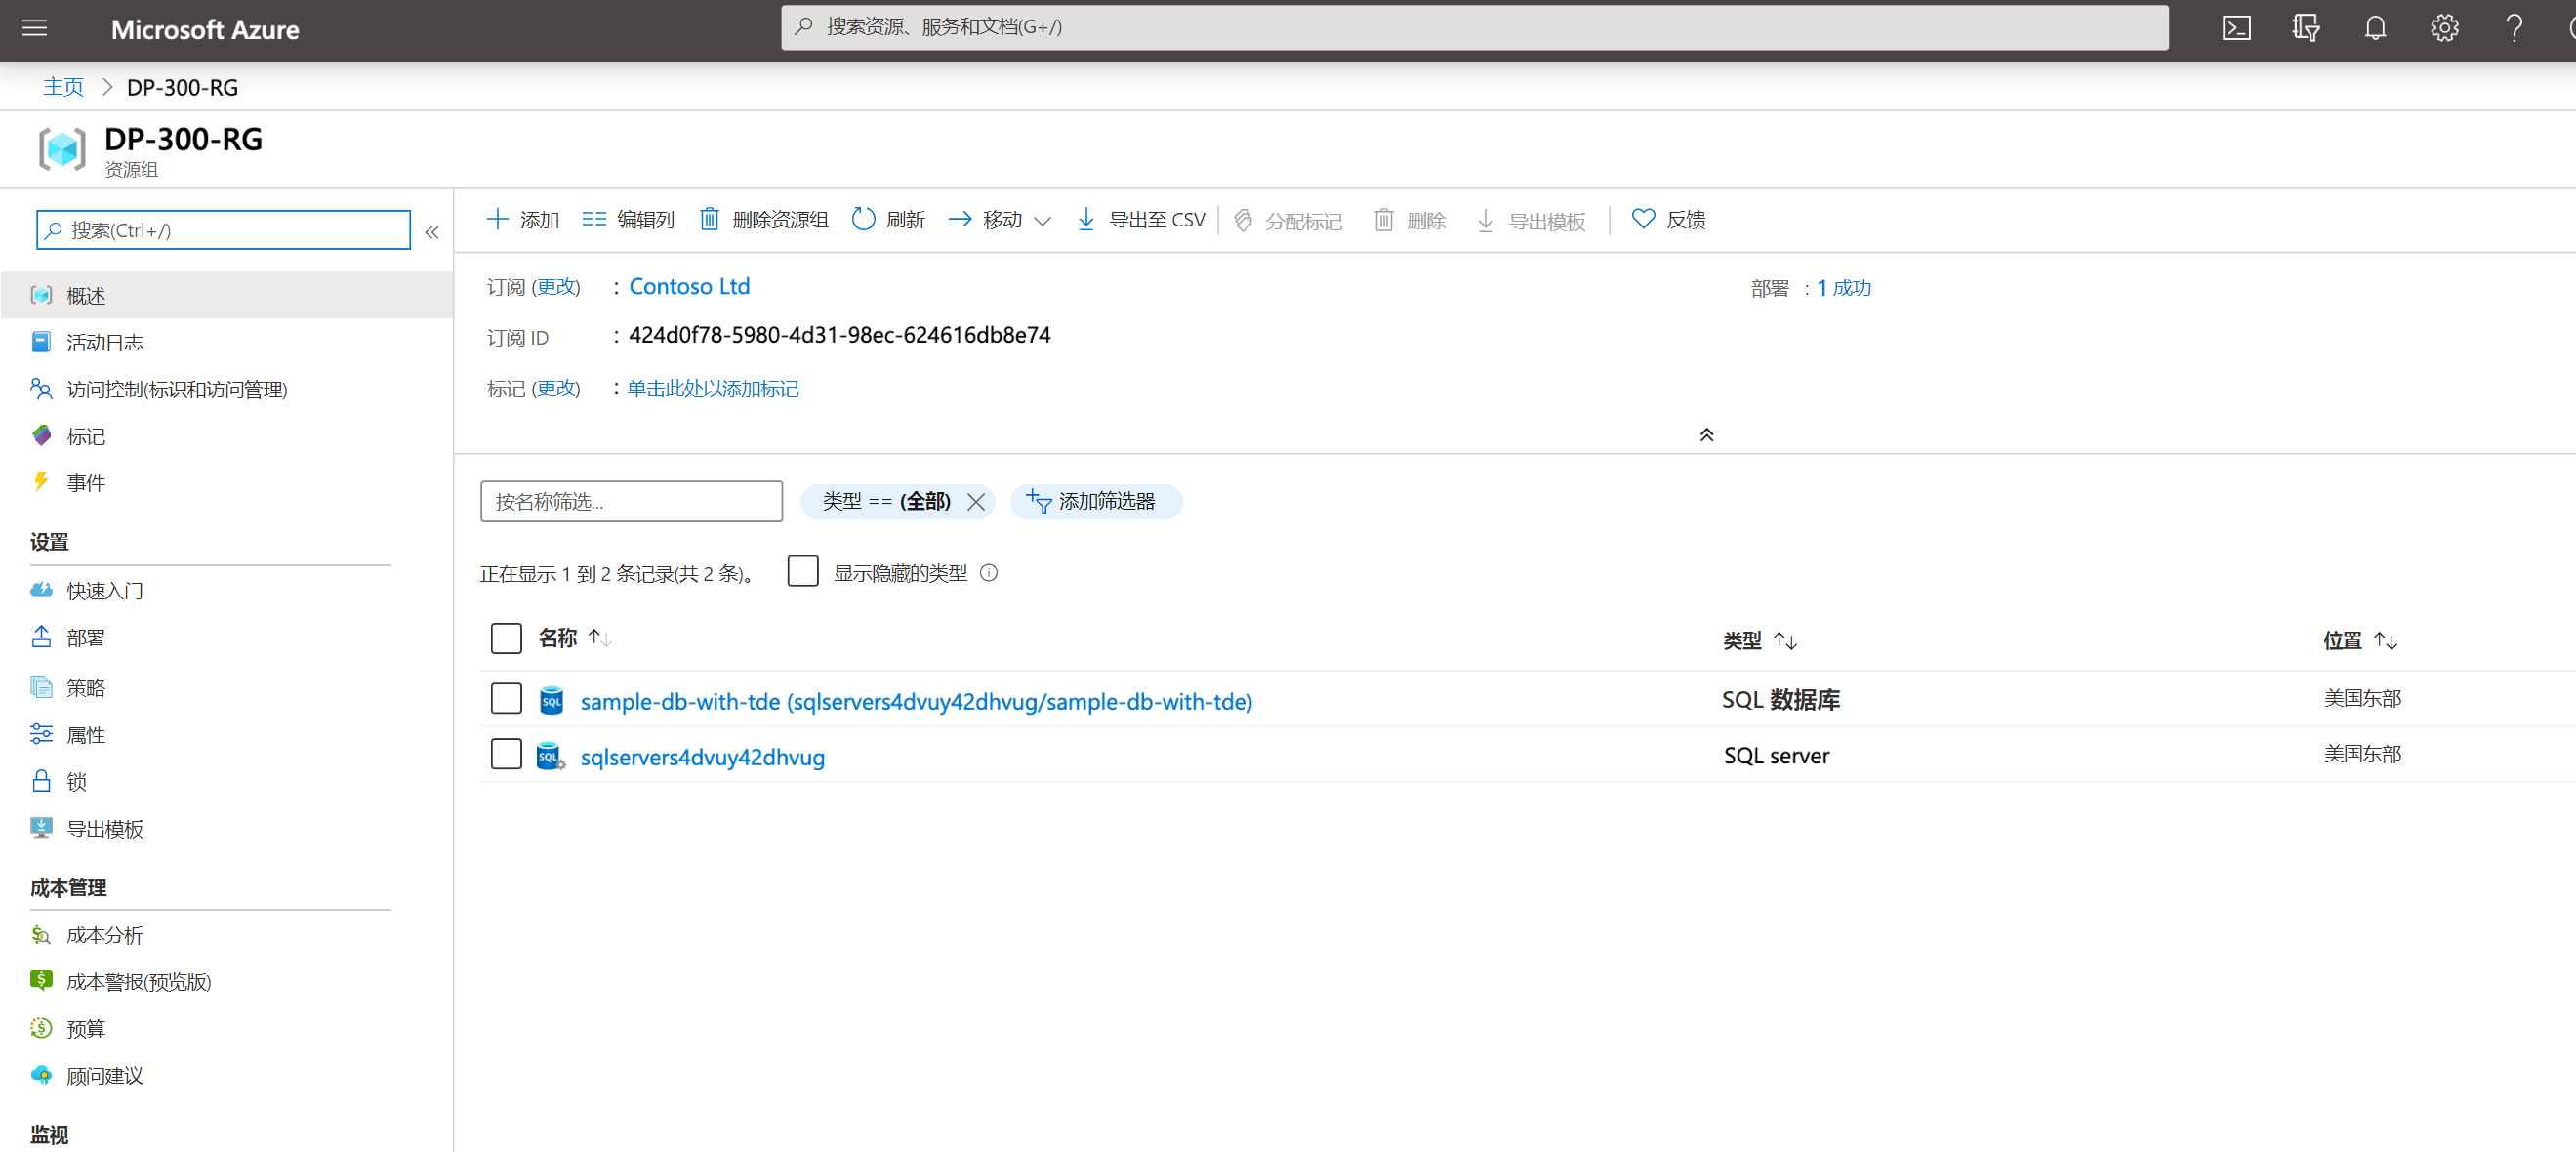 Microsoft Azure
搜索资源、服务和文档(G+/)
主页 > DP-300-RG
DP-300-RG
资源组
搜索(Ctrl+/)
概述
活动日志
访问控制(标识和访问管理)
标记
事件
设置
快速入门
部署
策略
属性
锁
导出模板
成本管理
成本分析
成本警报(预览版)
预算
顾问建议
监视
添加 编辑列 删除资源组 刷新 移动 导出至 CSV 分配标记 删除 导出模板 反馈
订阅 (更改) : Contoso Ltd
部署 : 1 成功
订阅 ID : 424d0f78-5980-4d31-98ec-624616db8e74
标记 (更改) : 单击此处以添加标记
按名称筛选... 类型 == (全部) 添加筛选器
正在显示 1 到 2 条记录(共 2 条)。 显示隐藏的类型
名称 类型 位置
sample-db-with-tde (sqlservers4dvuy42dhvug/sample-db-with-tde) SQL 数据库 美国东部
sqlservers4dvuy42dhvug SQL server 美国东部